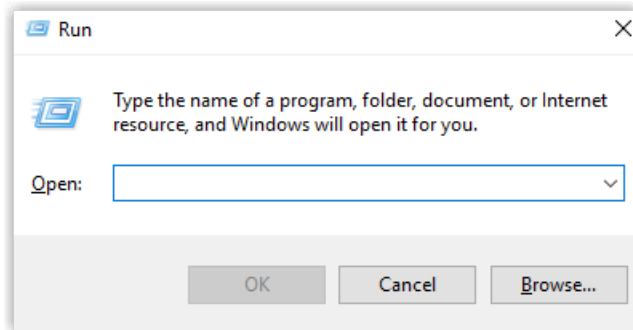 Run
Type the name of a program, folder, document, or Internet
resource, and Windows will open it for you.
Open:
OK Cancel Browse...